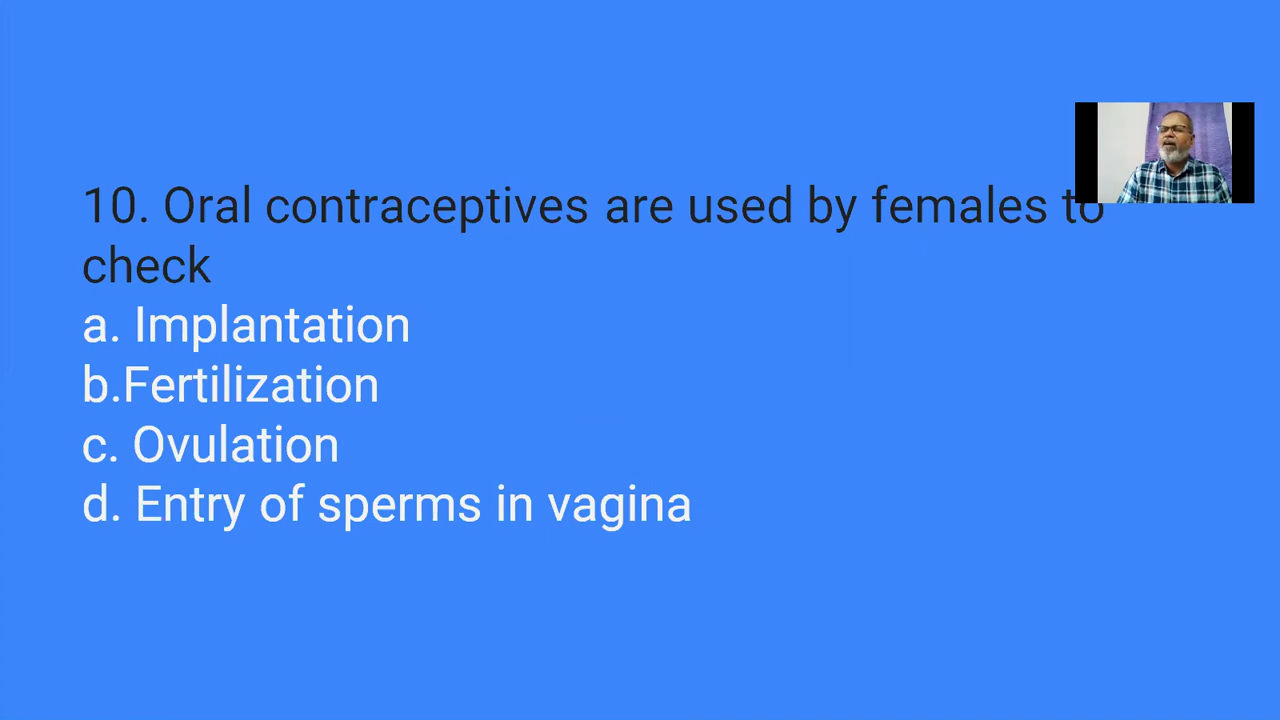 10. Oral contraceptives are used by females to
check
a. Implantation
b.Fertilization
c. Ovulation
d. Entry of sperms in vagina